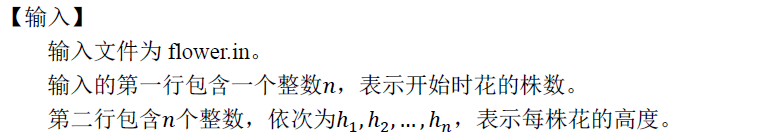 【输入】
输入文件为 flower.in。
输入的第一行包含一个整数𝑛，表示开始时花的株数。
第二行包含𝑛个整数，依次为ℎ₁, ℎ₂, …, ℎₙ，表示每株花的高度。